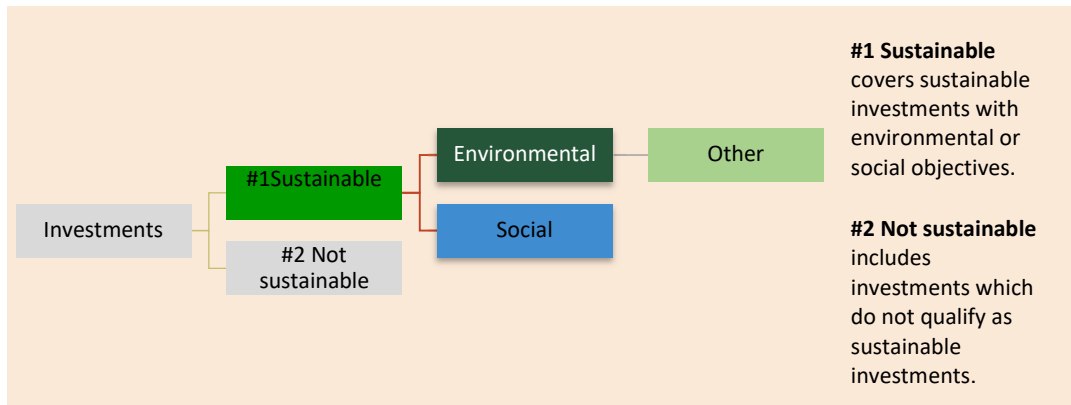 Investments
#1Sustainable
#2 Not
sustainable
Environmental
Social
Other
#1 Sustainable
covers sustainable
investments with
environmental or
social objectives.
#2 Not sustainable
includes
investments which
do not qualify as
sustainable
investments.